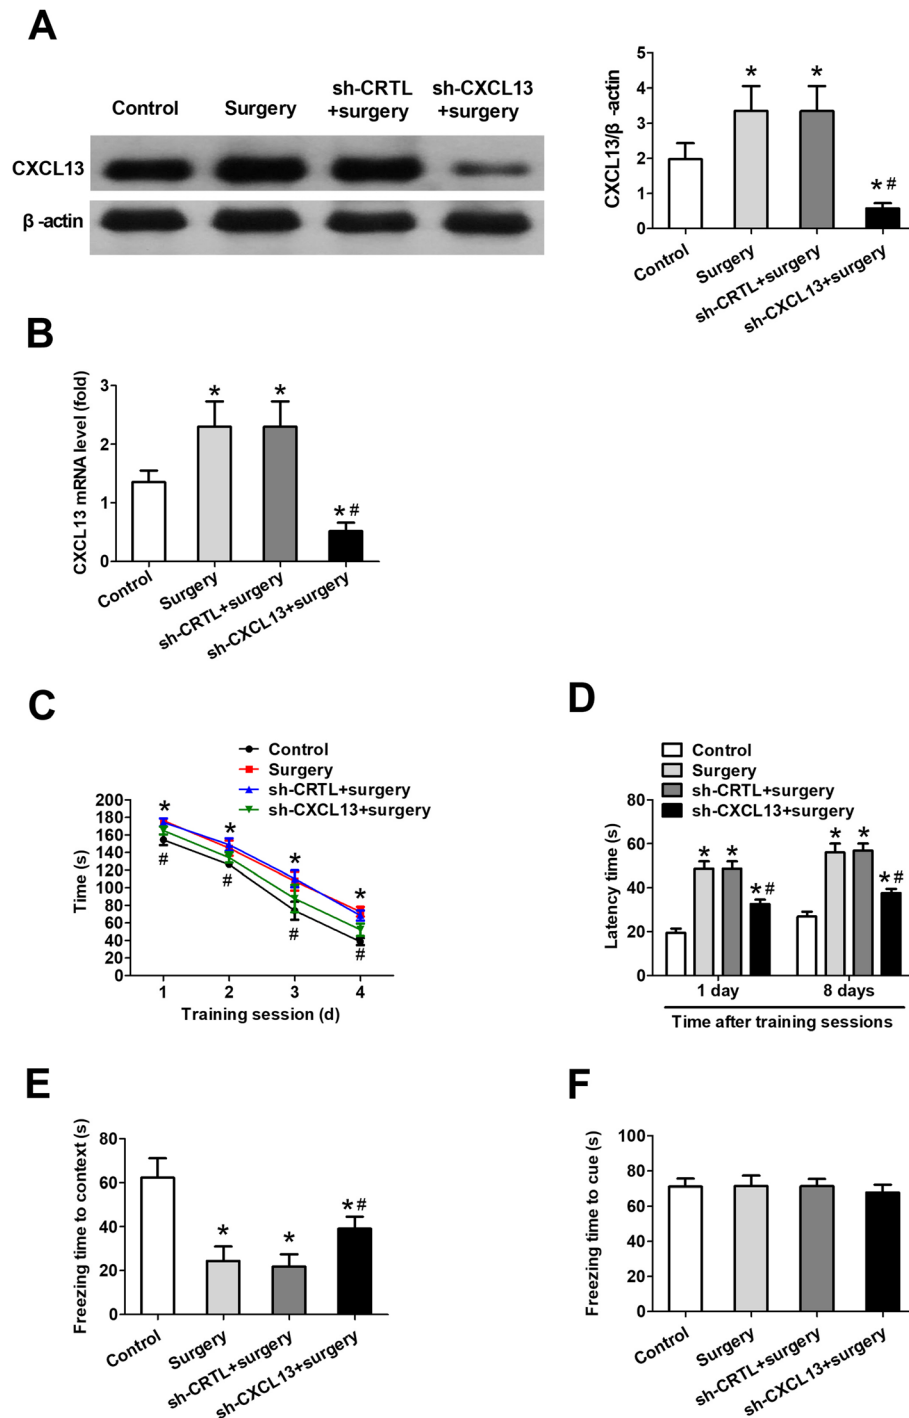 A
Control
Surgery
sh-CRTL
+surgery
sh-CXCL13
+surgery
CXCL13
β -actin
CXCL13/β -actin
5
4
3
2
1
0
*
*
* #
Control
Surgery
sh-CRTL+surgery
sh-CXCL13+surgery
B
CXCL13 mRNA level (fold)
3
2
1
0
*
*
* #
Control
Surgery
sh-CRTL+surgery
sh-CXCL13+surgery
C
Control
Surgery
sh-CRTL+surgery
sh-CXCL13+surgery
Time (s)
200
180
160
140
120
100
80
60
40
20
0
* * * *
# # # #
1 2 3 4
Training session (d)
D
Control
Surgery
sh-CRTL+surgery
sh-CXCL13+surgery
Latency time (s)
80
60
40
20
0
* * * #
* * * #
1 day 8 days
Time after training sessions
E
Freezing time to context (s)
80
60
40
20
0
*
*
* #
Control
Surgery
sh-CRTL+surgery
sh-CXCL13+surgery
F
Freezing time to cue (s)
100
80
60
40
20
0
Control
Surgery
sh-CRTL+surgery
sh-CXCL13+surgery